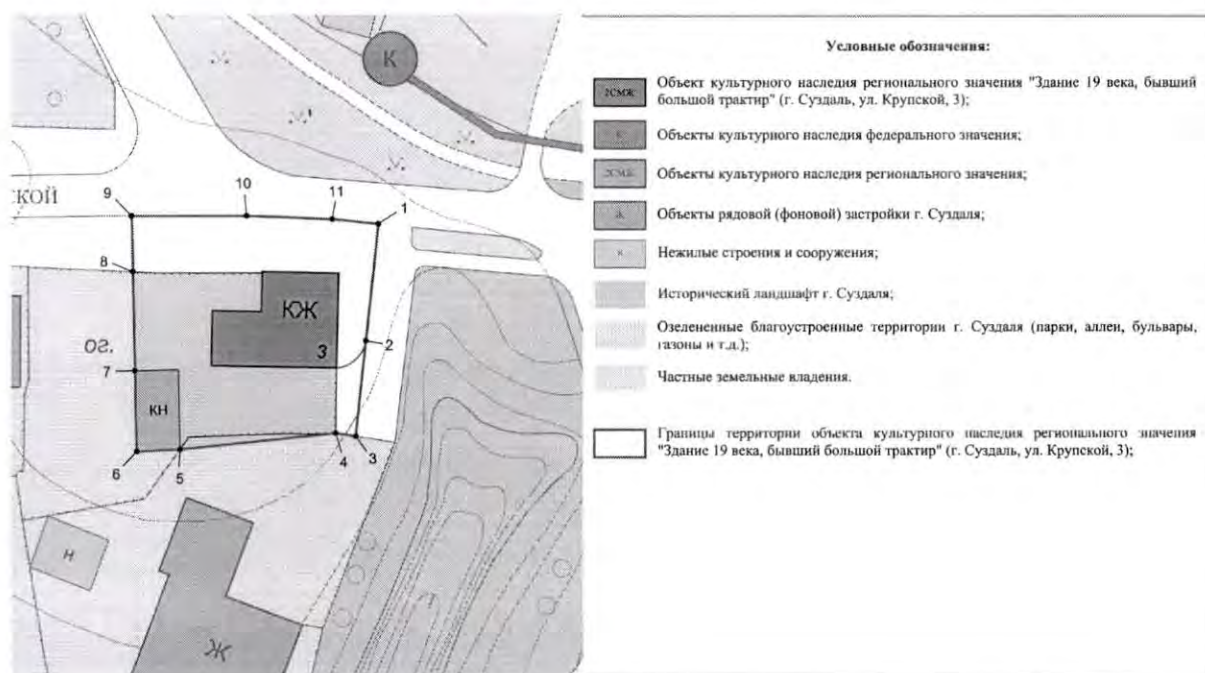 К
СКОЙ
9
10
11
1
8
КЖ
3
ог.
2
7
КН
6
5
4
3
н
Ж
Условные обозначения:
2СМЖ
Объект культурного наследия регионального значения "Здание 19 века, бывший
большой трактир" (г. Суздаль, ул. Крупской, 3);
К
Объекты культурного наследия федерального значения;
2СМЖ
Объекты культурного наследия регионального значения;
Ж
Объекты рядовой (фоновой) застройки г. Суздаля;
н
Нежилые строения и сооружения;
Исторический ландшафт г. Суздаля;
Озелененные благоустроенные территории г. Суздаля (парки, аллеи, бульвары,
газоны и т.д.);
Частные земельные владения.
Границы территории объекта культурного наследия регионального значения
"Здание 19 века, бывший большой трактир" (г. Суздаль, ул. Крупской, 3);